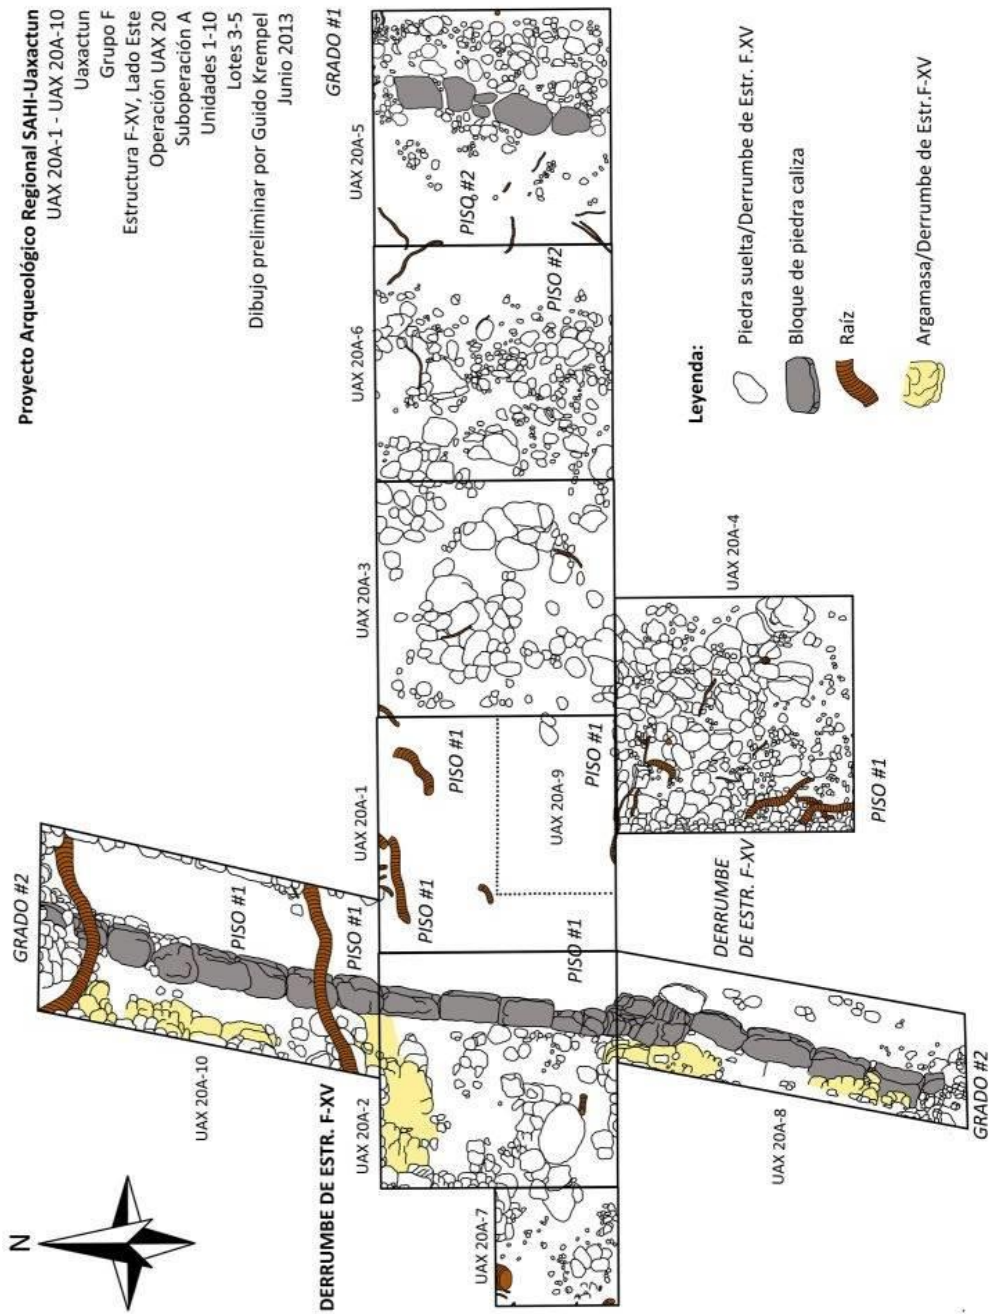 Proyecto Arqueológico Regional SAHI-Uaxactun
UAX 20A-1 - UAX 20A-10
Uaxactun
Grupo F
Estructura F-XV, Lado Este
Operación UAX 20
Suboperación A
Unidades 1-10
Lotes 3-5
Dibujo preliminar por Guido Krempel
Junio 2013
N
GRADO #2
UAX 20A-10
PISO #1
PISO #1
DERRUMBE DE ESTR. F-XV
UAX 20A-2
UAX 20A-1
UAX 20A-3
UAX 20A-6
UAX 20A-5
GRADO #1
PISO #1
PISO #1
PISO #2
PISO #2
UAX 20A-7
PISO #1
UAX 20A-9
PISO #1
UAX 20A-8
GRADO #2
DERRUMBE
DE ESTR. F-XV
PISO #1
UAX 20A-4
Leyenda:
Piedra suelta/Derrumbe de Estr. F.XV
Bloque de piedra caliza
Raíz
Argamasa/Derrumbe de Estr.F-XV